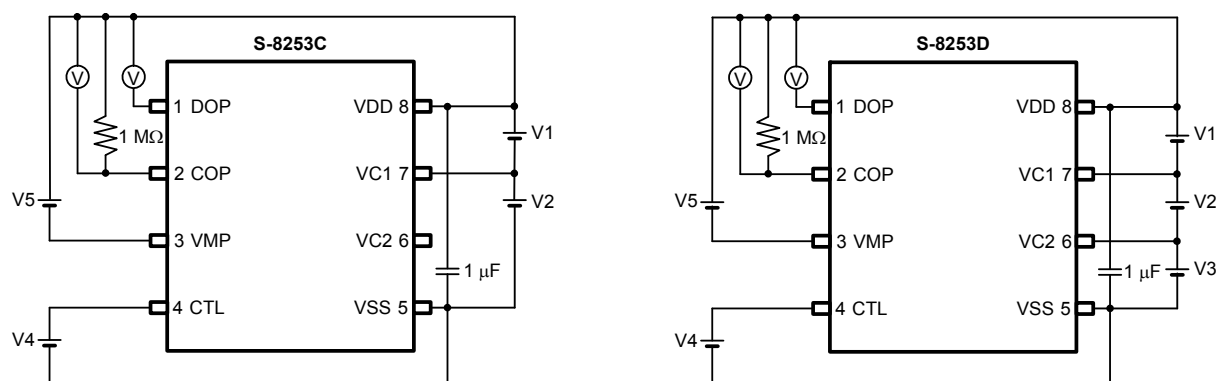 S-8253C
V
V
1 DOP
VDD 8
1 MΩ
V1
2 COP
VC1 7
V5
V2
3 VMP
VC2 6
1 μF
4 CTL
VSS 5
V4
S-8253D
V
V
1 DOP
VDD 8
1 MΩ
V1
2 COP
VC1 7
V5
V2
3 VMP
VC2 6
1 μF
V3
4 CTL
VSS 5
V4